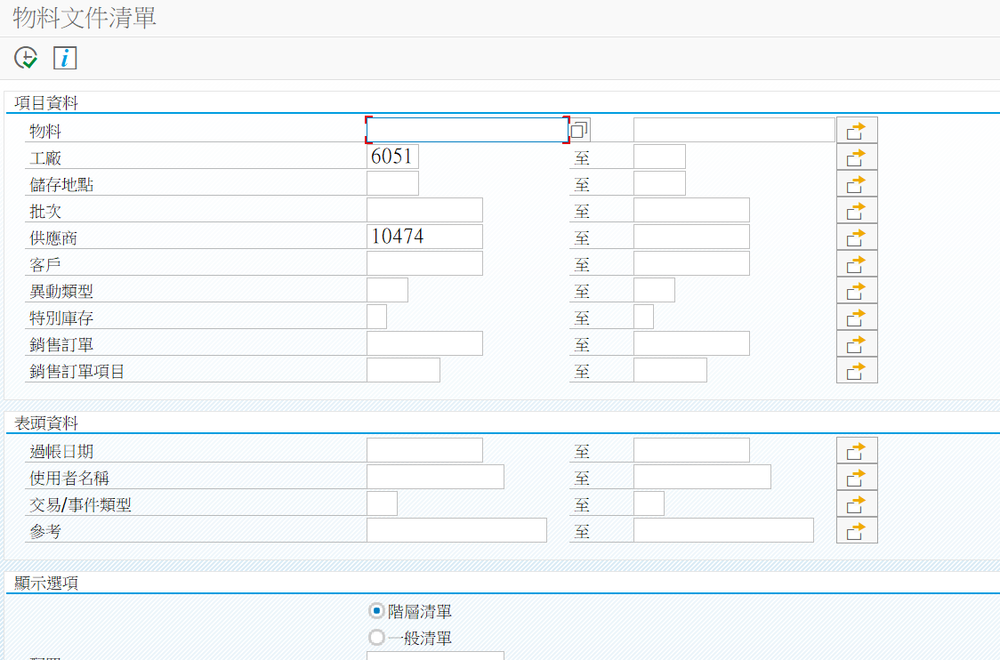 物料文件清單
i
項目資料
物料
工廠 6051 至
儲存地點 至
批次 至
供應商 10474 至
客戶 至
異動類型 至
特別庫存 至
銷售訂單 至
銷售訂單項目 至
表頭資料
過帳日期 至
使用者名稱 至
交易/事件類型 至
參考 至
顯示選項
階層清單
一般清單